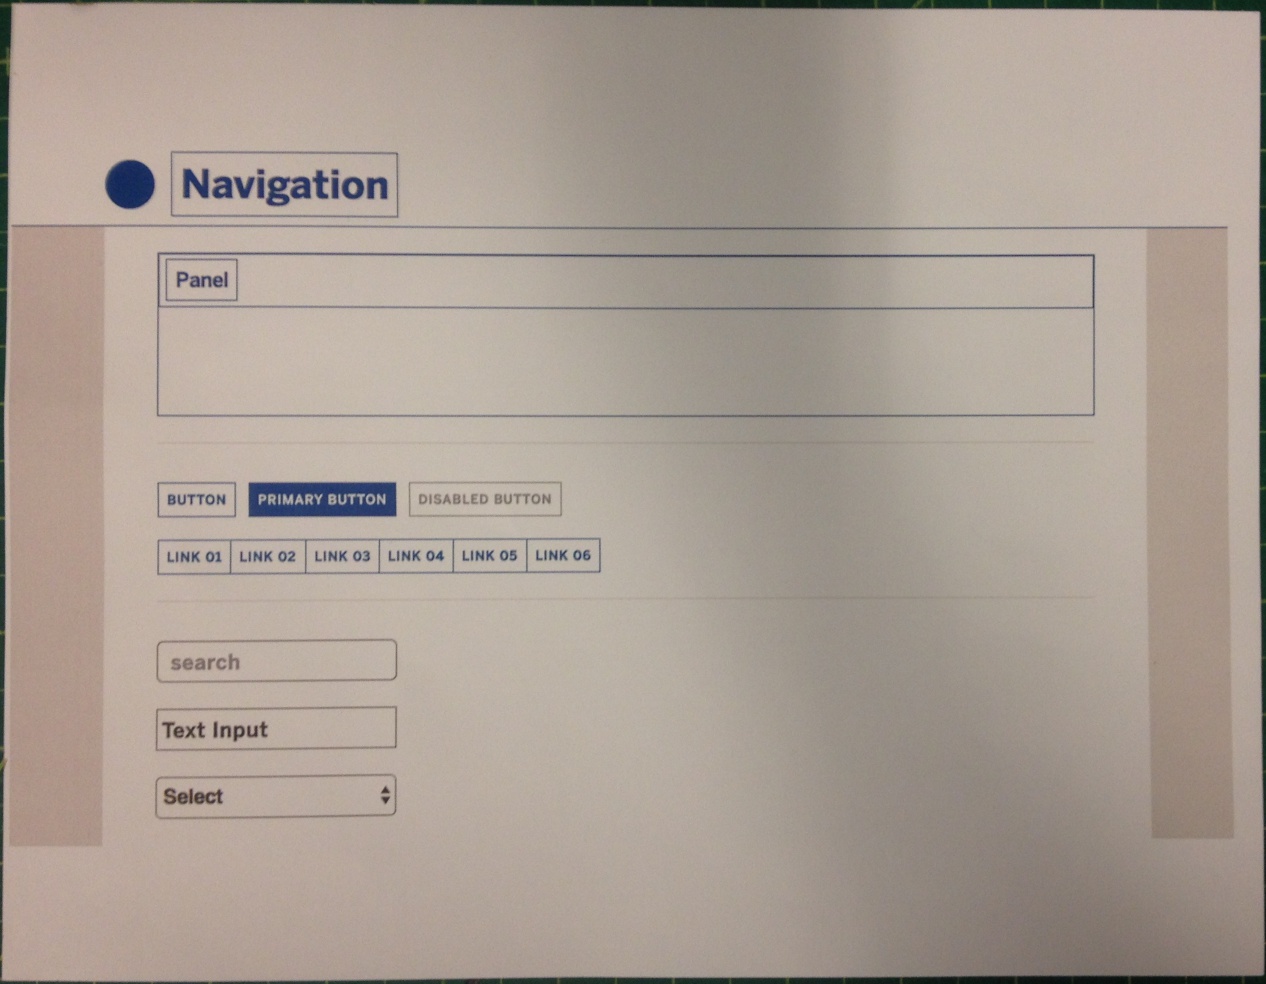 Navigation
Panel
BUTTON PRIMARY BUTTON DISABLED BUTTON
LINK 01 LINK 02 LINK 03 LINK 04 LINK 05 LINK 06
search
Text Input
Select